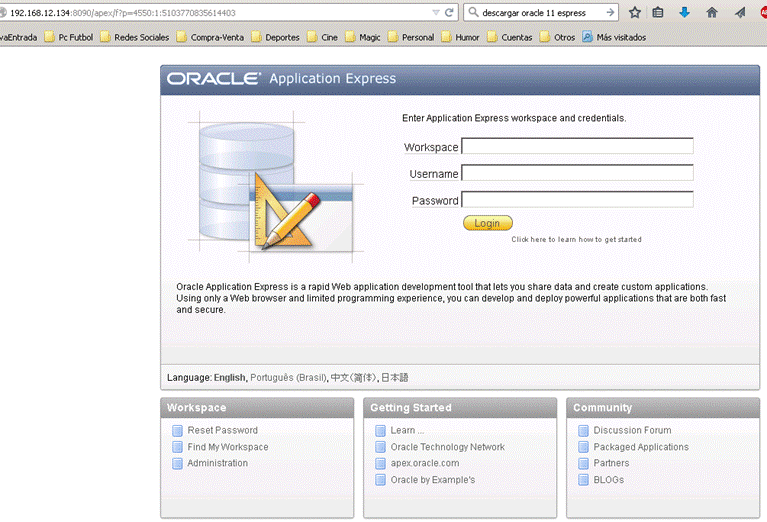 192.168.12.134:8090/apex/f?p=4550:1:5103770835614403
descargar oracle 11 espress
vaEntrada Pc Futbol Redes Sociales Compra-Venta Deportes Cine Magic Personal Humor Cuentas Otros Más visitados
ORACLE Application Express
Enter Application Express workspace and credentials.
Workspace
Username
Password
Login
Click here to learn how to get started
Oracle Application Express is a rapid Web application development tool that lets you share data and create custom applications.
Using only a Web browser and limited programming experience, you can develop and deploy powerful applications that are both fast
and secure.
Language: English, Português (Brasil), 中文(简体), 日本語
Workspace
Reset Password
Find My Workspace
Administration
Getting Started
Learn ...
Oracle Technology Network
apex.oracle.com
Oracle by Example's
Community
Discussion Forum
Packaged Applications
Partners
BLOGs